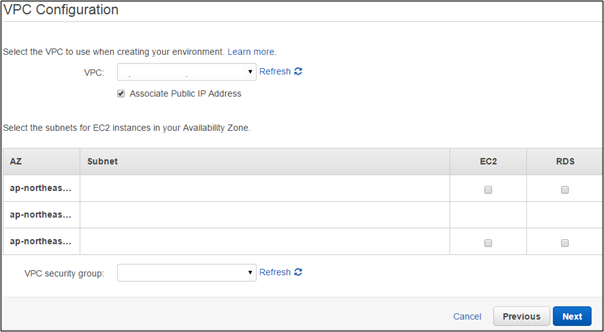 VPC Configuration
Select the VPC to use when creating your environment. Learn more.
VPC: Refresh
Associate Public IP Address
Select the subnets for EC2 instances in your Availability Zone.
AZ Subnet EC2 RDS
ap-northeas...
ap-northeas...
ap-northeas...
VPC security group: Refresh
Cancel Previous Next